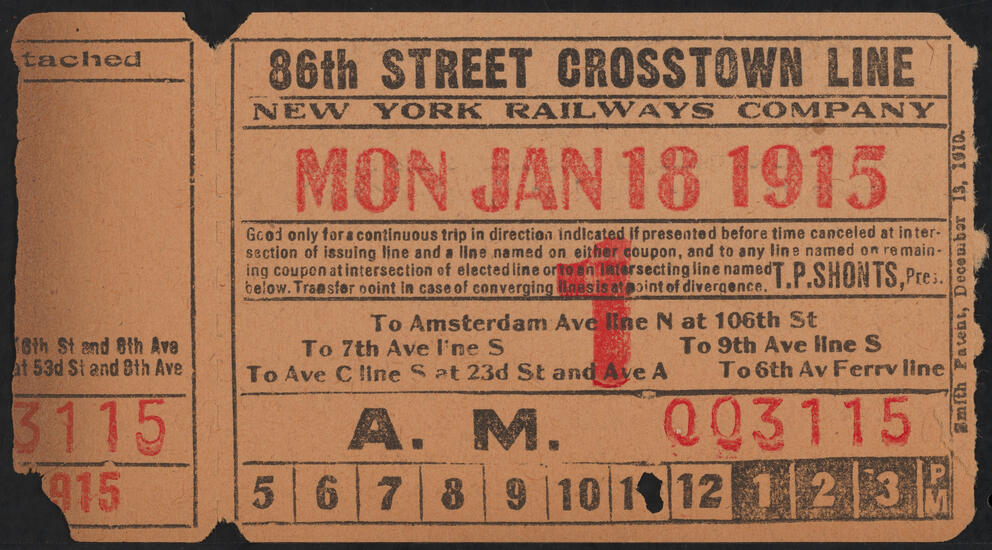 tached
6th St and 8th Ave
at 53d St and 8th Ave
3115
915
86th STREET CROSSTOWN LINE
NEW YORK RAILWAYS COMPANY
MON JAN 18 1915
Good only for a continuous trip in direction indicated if presented before time canceled at inter-
section of issuing line and a line named on either coupon, and to any line named on remain-
ing coupon at intersection of elected line or to an intersecting line named
below. Transfer point in case of converging lines is at point of divergence. T.P.SHONTS, Pres.
1
To Amsterdam Ave line N at 106th St
To 7th Ave line S To 9th Ave line S
To Ave C line S at 23d St and Ave A To 6th Av Ferry line
A. M. 003115
5 6 7 8 9 10 11 12 1 2 3 PM
Smith Patent, December 13, 1910.